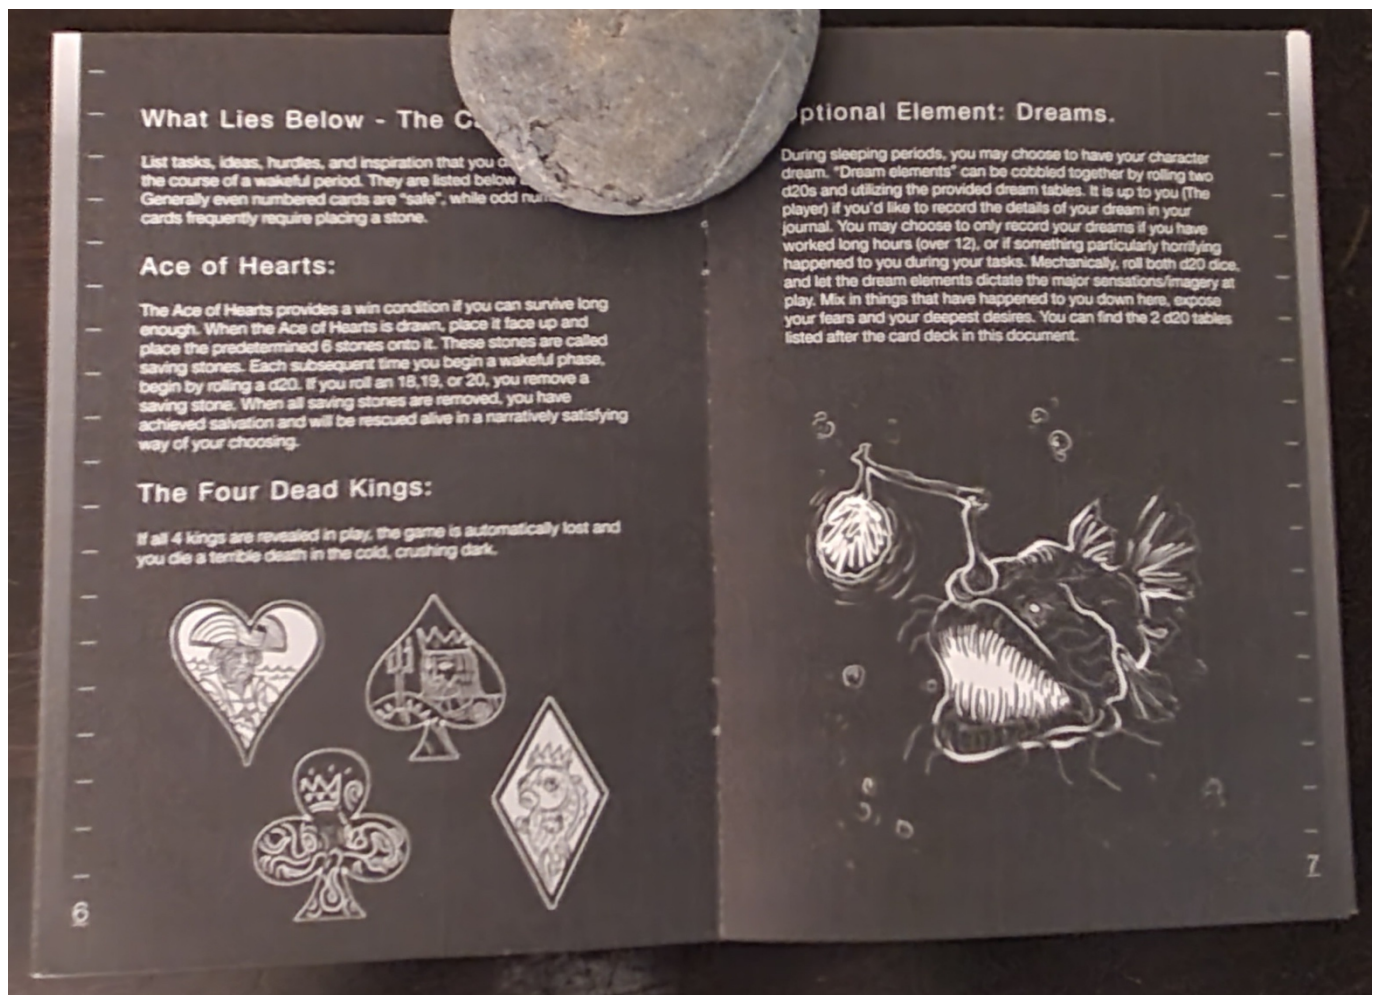 What Lies Below - The
List tasks, ideas, hurdles, and inspiration that you
the course of a wakeful period. They are listed below
Generally even numbered cards are "safe", while odd
cards frequently require placing a stone.
Ace of Hearts:
The Ace of Hearts provides a win condition if you can survive long
enough. When the Ace of Hearts is drawn, place it face up and
place the predetermined 6 stones onto it. These stones are called
saving stones. Each subsequent time you begin a wakeful phase,
begin by rolling a d20. If you roll an 18,19, or 20, you remove a
saving stone. When all saving stones are removed, you have
achieved salvation and will be rescued alive in a narratively satisfying
way of your choosing.
The Four Dead Kings:
If all 4 kings are revealed in play, the game is automatically lost and
you die a terrible death in the cold, crushing dark.
6
ptional Element: Dreams.
During sleeping periods, you may choose to have your character
dream. "Dream elements" can be cobbled together by rolling two
d20s and utilizing the provided dream tables. It is up to you (The
player) if you'd like to record the details of your dream in your
journal. You may choose to only record your dreams if you have
worked long hours (over 12), or if something particularly horrifying
happened to you during your tasks. Mechanically, roll both d20 dice,
and let the dream elements dictate the major sensations/imagery at
play. Mix in things that have happened to you down here, expose
your fears and your deepest desires. You can find the 2 d20 tables
listed after the card deck in this document.
7